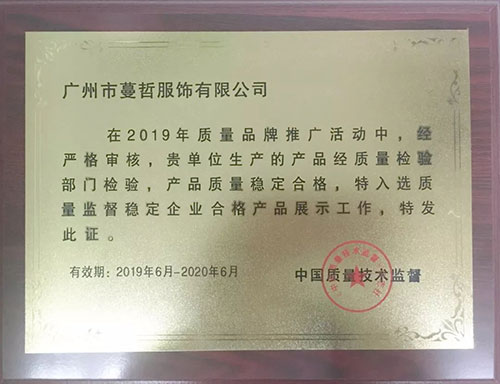 广州市蔓哲服饰有限公司
在2019年质量品牌推广活动中，经
严格审核，贵单位生产的产品经质量检验
部门检验，产品质量稳定合格，特入选质
量监督稳定企业合格产品展示工作，特发
此证。
有效期：2019年6月-2020年6月
中国质量技术监督